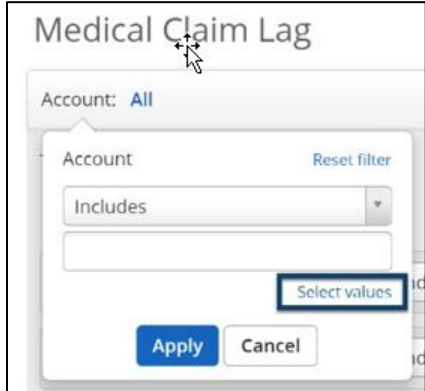 Medical Claim Lag
Account: All
Account Reset filter
Includes
Select values
Apply Cancel